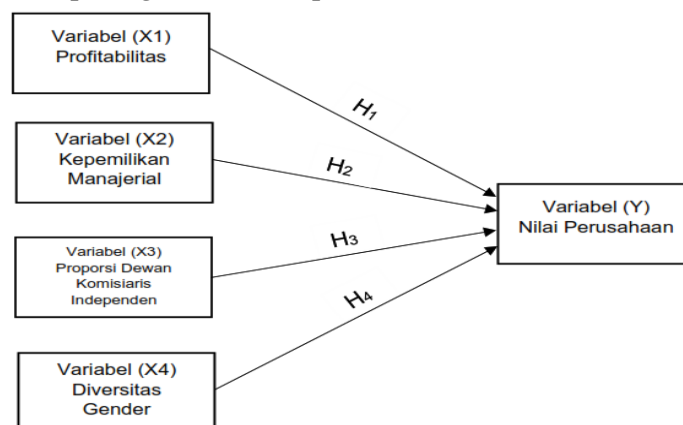 Variabel (X1)
Profitabilitas
H1
Variabel (X2)
Kepemilikan
Manajerial
H2
Variabel (Y)
Nilai Perusahaan
Variabel (X3)
Proporsi Dewan
Komisiaris
Independen
H3
H4
Variabel (X4)
Diversitas
Gender